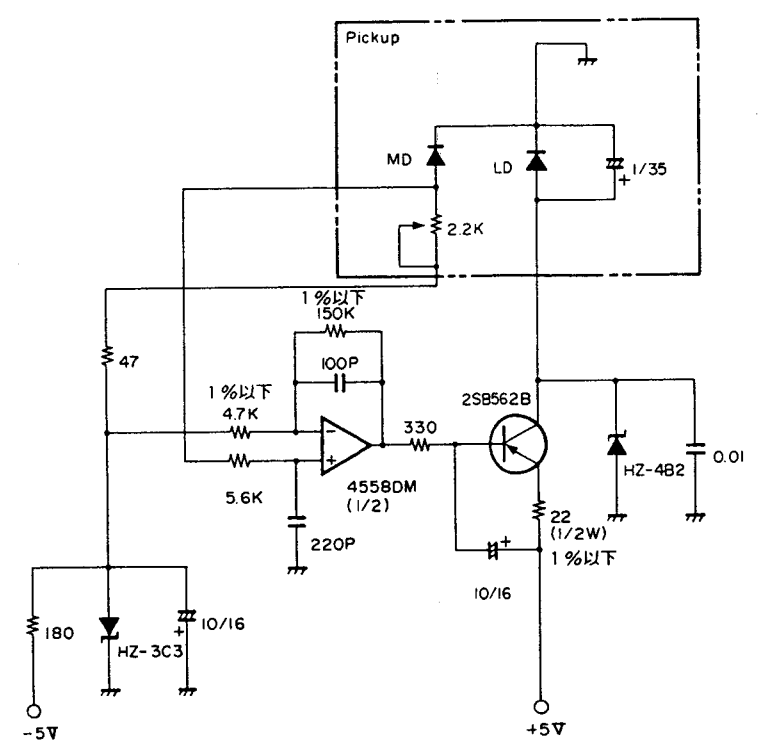 Pickup
MD
LD
1/35
+
2.2K
1%以下
150K
47
100P
1%以下
4.7K
2SB562B
330
−
+
5.6K
4558DM
(1/2)
HZ-4B2
0.01
22
(1/2W)
1%以下
220P
+
10/16
180
HZ-3C3
+
10/16
-5V
+5V